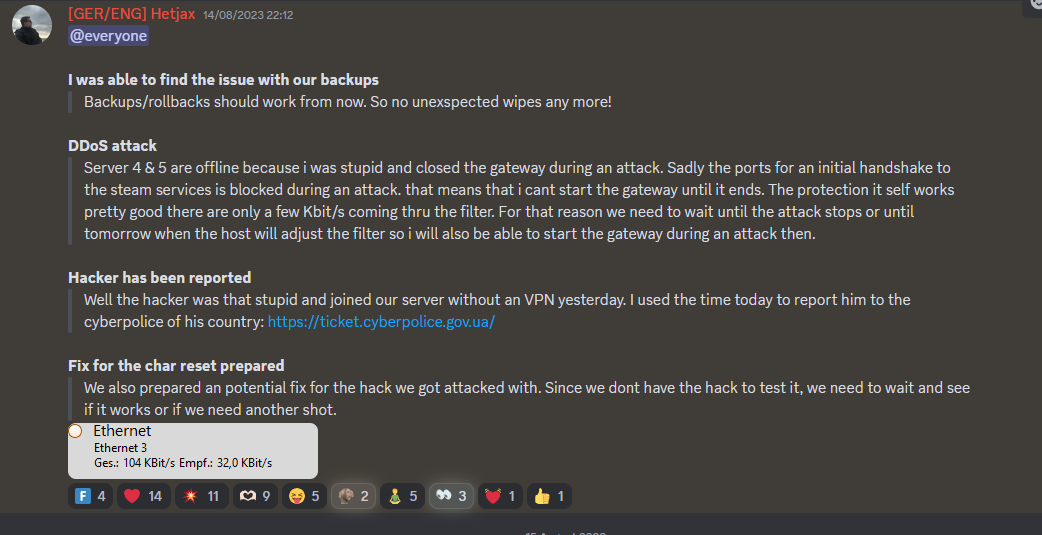 [GER/ENG] Hetjax 14/08/2023 22:12
@everyone
I was able to find the issue with our backups
Backups/rollbacks should work from now. So no unexpected wipes any more!
DDoS attack
Server 4 & 5 are offline because i was stupid and closed the gateway during an attack. Sadly the ports for an initial handshake to
the steam services is blocked during an attack. that means that i cant start the gateway until it ends. The protection it self works
pretty good there are only a few Kbit/s coming thru the filter. For that reason we need to wait until the attack stops or until
tomorrow when the host will adjust the filter so i will also be able to start the gateway during an attack then.
Hacker has been reported
Well the hacker was that stupid and joined our server without an VPN yesterday. I used the time today to report him to the
cyberpolice of his country: https://ticket.cyberpolice.gov.ua/
Fix for the char reset prepared
We also prepared an potential fix for the hack we got attacked with. Since we dont have the hack to test it, we need to wait and see
if it works or if we need another shot.
Ethernet
Ethernet 3
Ges.: 104 KBit/s Empf.: 32,0 KBit/s
F 4 14 11 9 5 2 5 3 1 1